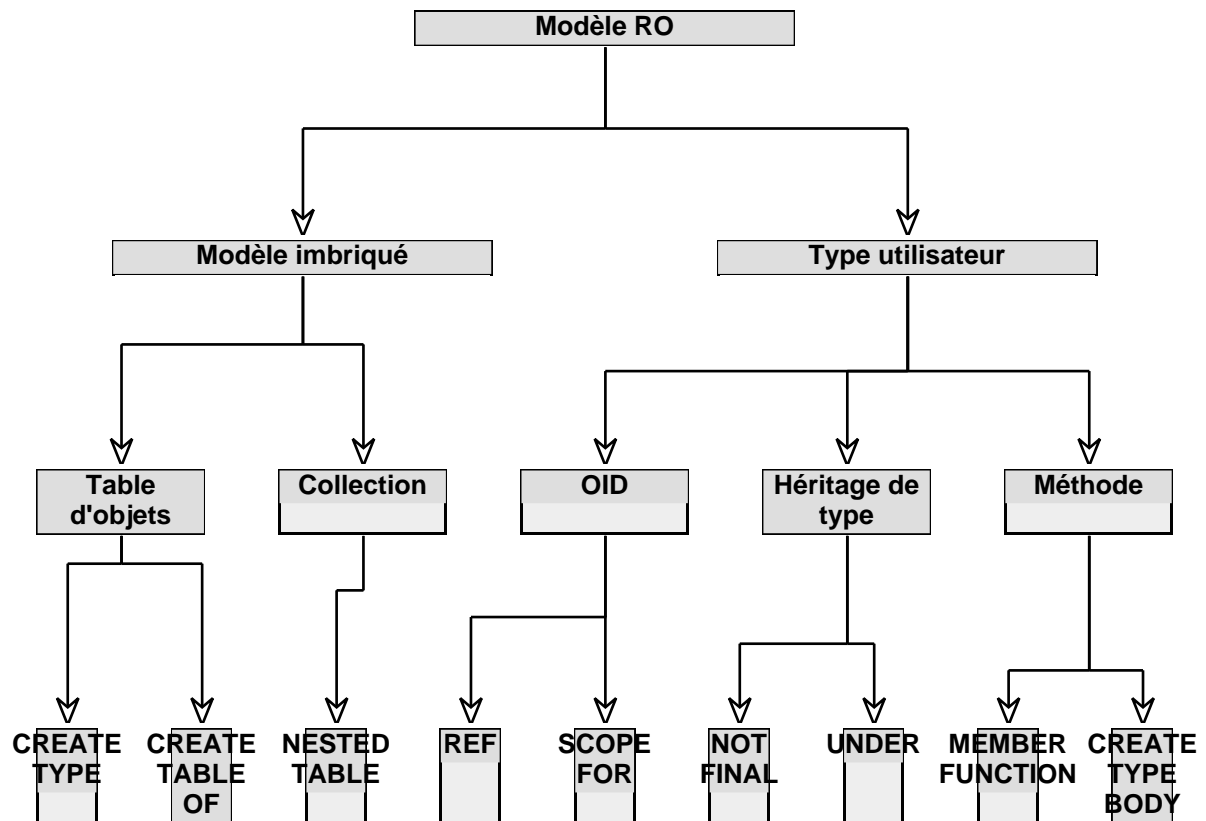 Modèle RO
Modèle imbriqué
Type utilisateur
Table
d'objets
Collection
OID
Héritage de
type
Méthode
CREATE
TYPE
CREATE
TABLE
OF
NESTED
TABLE
REF
SCOPE
FOR
NOT
FINAL
UNDER
MEMBER
FUNCTION
CREATE
TYPE
BODY